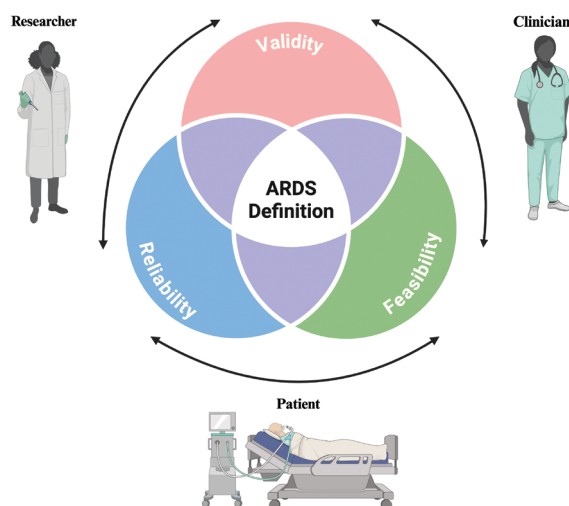 Researcher
Clinician
Validity
ARDS
Definition
Reliability
Feasibility
Patient